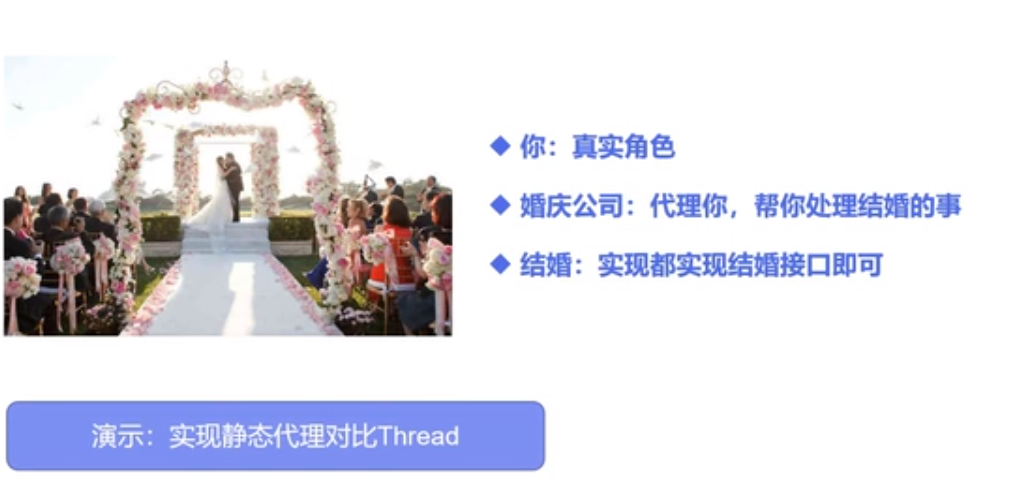 你：真实角色
婚庆公司：代理你，帮你处理结婚的事
结婚：实现都实现结婚接口即可
演示：实现静态代理对比Thread